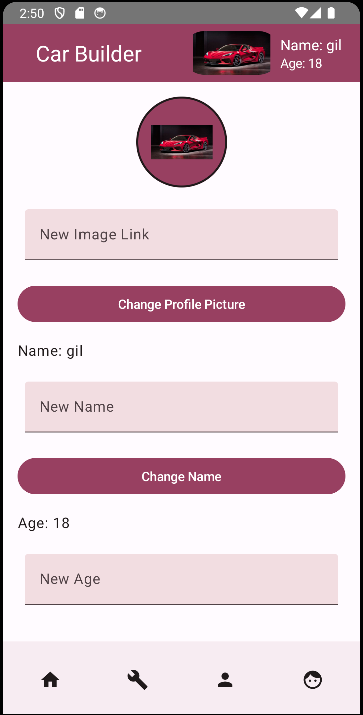 2:50
Car Builder
Name: gil
Age: 18
New Image Link
Change Profile Picture
Name: gil
New Name
Change Name
Age: 18
New Age